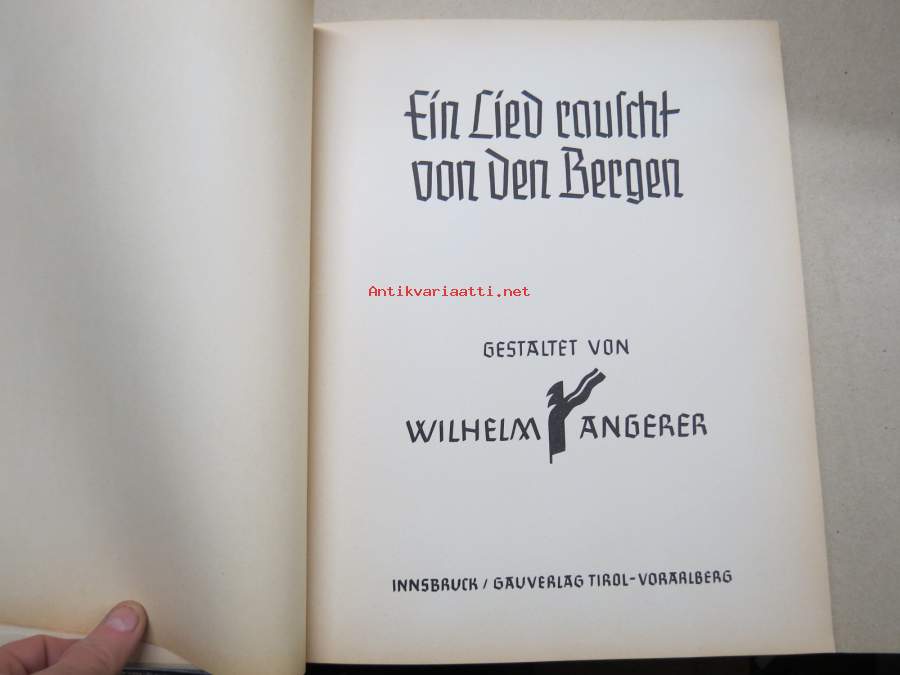 Ein Lied rauscht
von den Bergen
Antikvariaatti.net
GESTALTET VON
WILHELM ANGERER
INNSBRUCK / GAUVERLAG TIROL-VORARLBERG